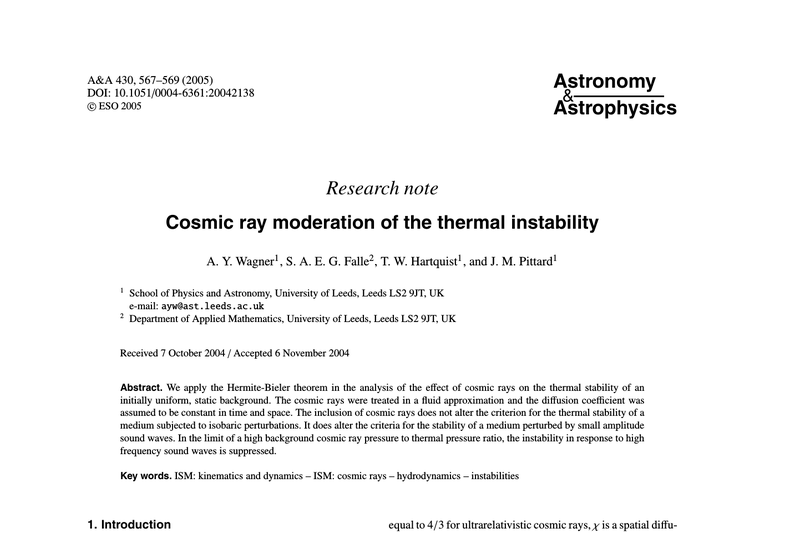 A&A 430, 567–569 (2005)
DOI: 10.1051/0004-6361:20042138
© ESO 2005
Astronomy
&
Astrophysics
Research note
Cosmic ray moderation of the thermal instability
A. Y. Wagner¹, S. A. E. G. Falle², T. W. Hartquist¹, and J. M. Pittard¹
¹ School of Physics and Astronomy, University of Leeds, Leeds LS2 9JT, UK
e-mail: ayw@ast.leeds.ac.uk
² Department of Applied Mathematics, University of Leeds, Leeds LS2 9JT, UK
Received 7 October 2004 / Accepted 6 November 2004
Abstract. We apply the Hermite-Bieler theorem in the analysis of the effect of cosmic rays on the thermal stability of an
initially uniform, static background. The cosmic rays were treated in a fluid approximation and the diffusion coefficient was
assumed to be constant in time and space. The inclusion of cosmic rays does not alter the criterion for the thermal stability of a
medium subjected to isobaric perturbations. It does alter the criteria for the stability of a medium perturbed by small amplitude
sound waves. In the limit of a high background cosmic ray pressure to thermal pressure ratio, the instability in response to high
frequency sound waves is suppressed.
Key words. ISM: kinematics and dynamics – ISM: cosmic rays – hydrodynamics – instabilities
1. Introduction
equal to 4/3 for ultrarelativistic cosmic rays, χ is a spatial diffu-